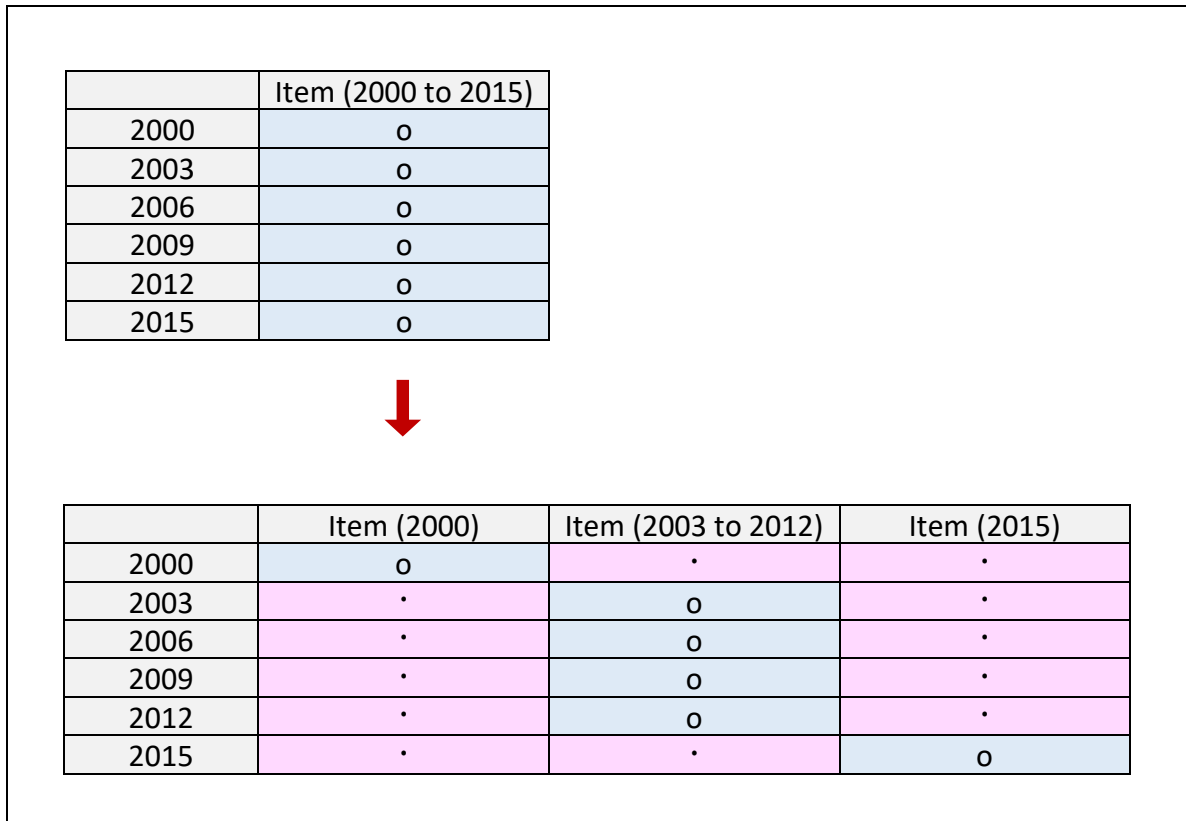 Item (2000 to 2015)
2000 o
2003 o
2006 o
2009 o
2012 o
2015 o
Item (2000) Item (2003 to 2012) Item (2015)
2000 o · ·
2003 · o ·
2006 · o ·
2009 · o ·
2012 · o ·
2015 · · o